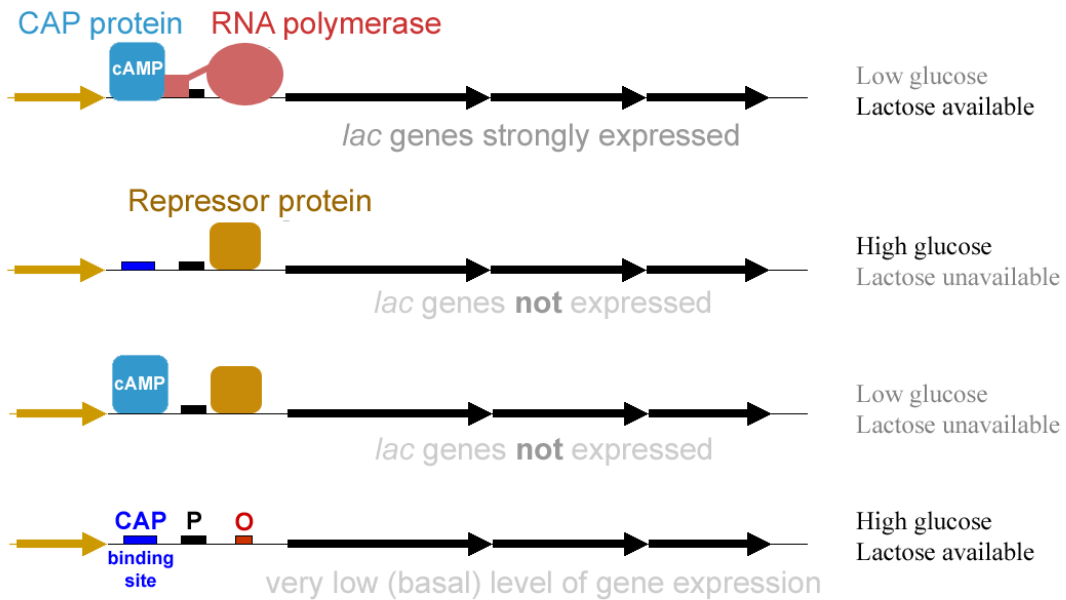 CAP protein RNA polymerase
cAMP
Low glucose
Lactose available
lac genes strongly expressed
Repressor protein
High glucose
Lactose unavailable
lac genes not expressed
cAMP
Low glucose
Lactose unavailable
lac genes not expressed
CAP P O
binding
site
High glucose
Lactose available
very low (basal) level of gene expression